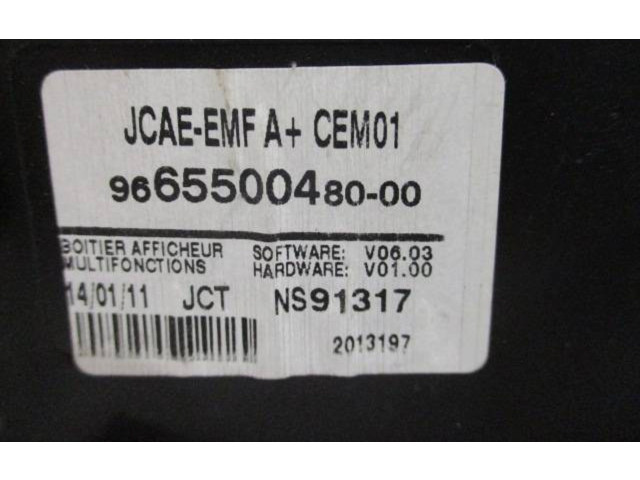 JCAE-EMF A+ CEM01
9665500480-00
BOITIER AFFICHEUR
MULTIFONCTIONS
SOFTWARE: V06.03
HARDWARE: V01.00
14/01/11 JCT NS91317
2013197